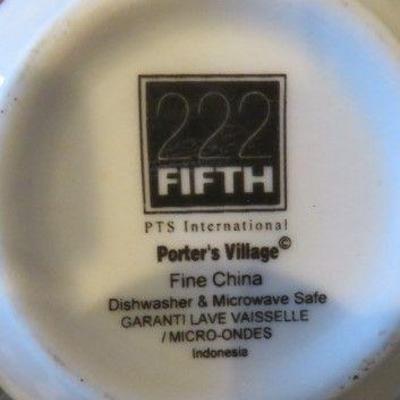 222
FIFTH
PTS International
Porter's Village©
Fine China
Dishwasher & Microwave Safe
GARANTI LAVE VAISSELLE
/MICRO-ONDES
Indonesia